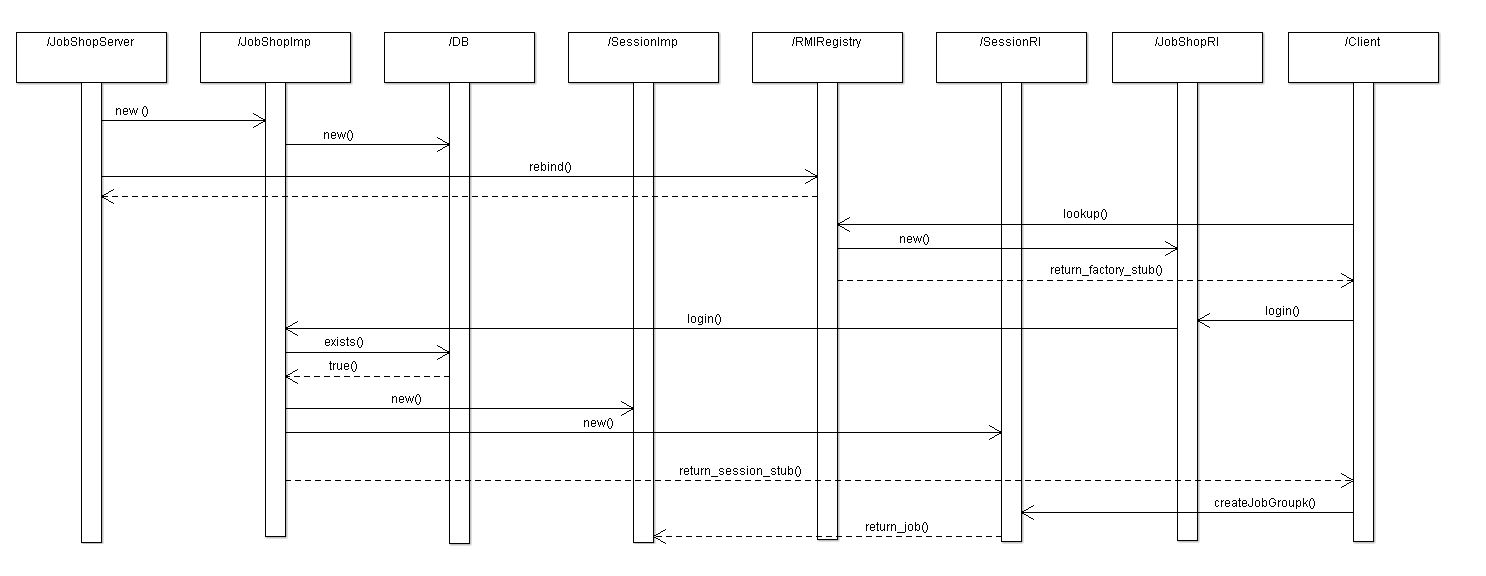 /JobShopServer
/JobShopImp
/DB
/SessionImp
/RMIRegistry
/SessionRI
/JobShopRI
/Client
new ()
new()
rebind()
lookup()
new()
return_factory_stub()
login()
login()
exists()
true()
new()
new()
return_session_stub()
createJobGroupk()
return_job()